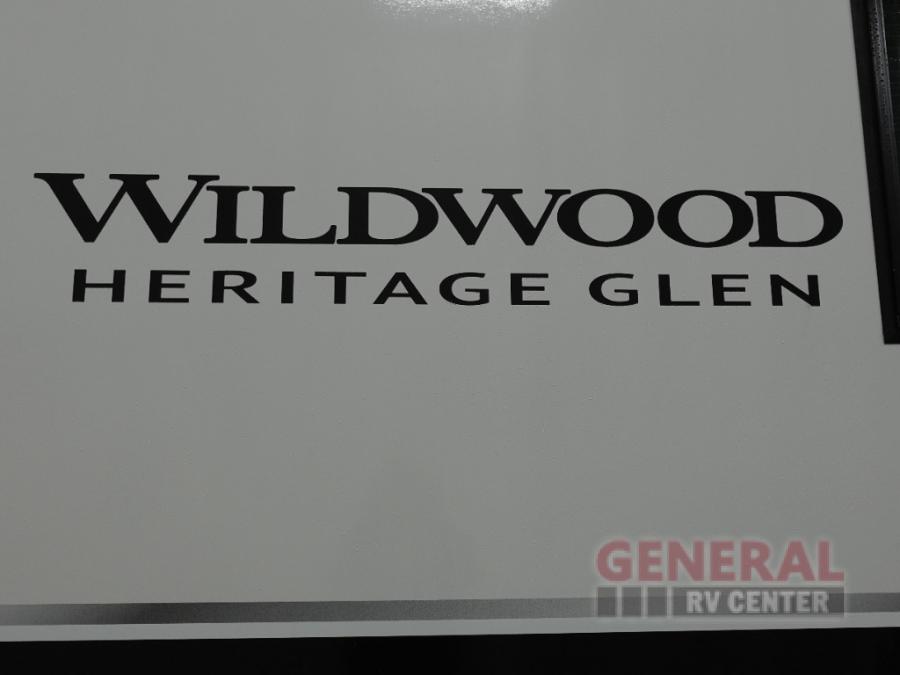 WILDWOOD
HERITAGE GLEN
GENERAL
RV CENTER